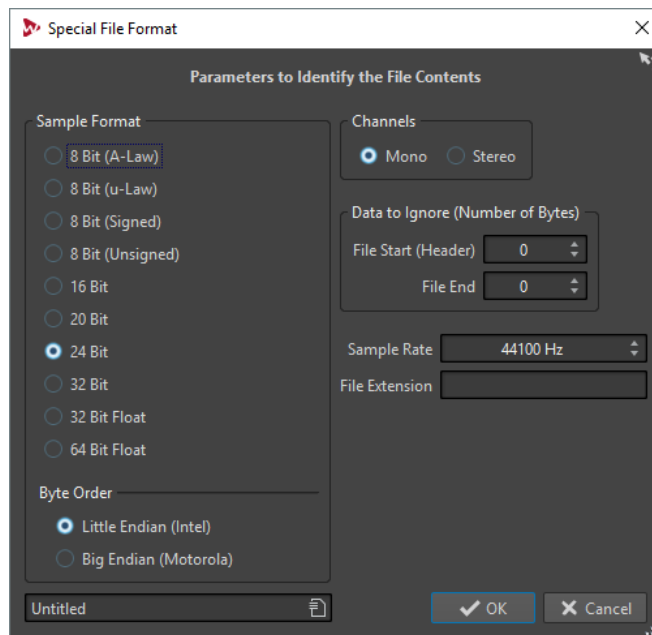 Special File Format
Parameters to Identify the File Contents
Sample Format
8 Bit (A-Law)
8 Bit (u-Law)
8 Bit (Signed)
8 Bit (Unsigned)
16 Bit
20 Bit
24 Bit
32 Bit
32 Bit Float
64 Bit Float
Byte Order
Little Endian (Intel)
Big Endian (Motorola)
Channels
Mono Stereo
Data to Ignore (Number of Bytes)
File Start (Header) 0
File End 0
Sample Rate 44100 Hz
File Extension
Untitled
OK Cancel